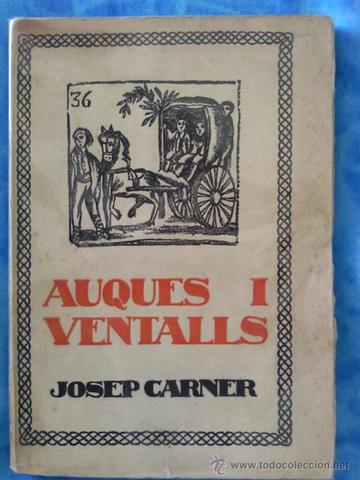 36
AUQUES I
VENTALLS
JOSEP CARNER
© www.todocoleccion.net